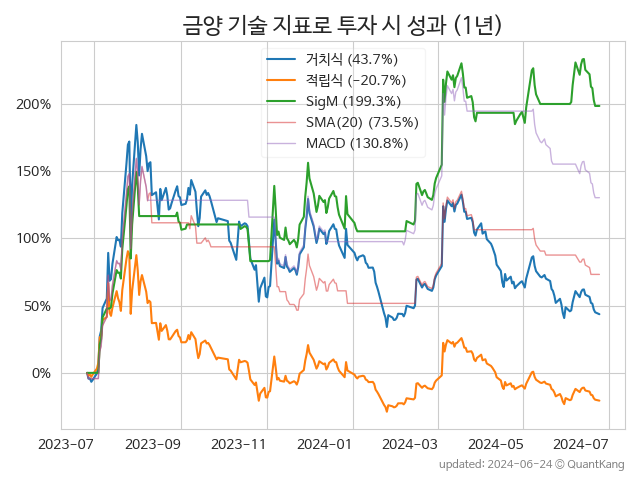 금양 기술 지표로 투자 시 성과 (1년)
거치식 (43.7%)
적립식 (-20.7%)
SigM (199.3%)
SMA(20) (73.5%)
MACD (130.8%)
200%
150%
100%
50%
0%
2023-07 2023-09 2023-11 2024-01 2024-03 2024-05 2024-07
updated: 2024-06-24 ⓒ QuantKang